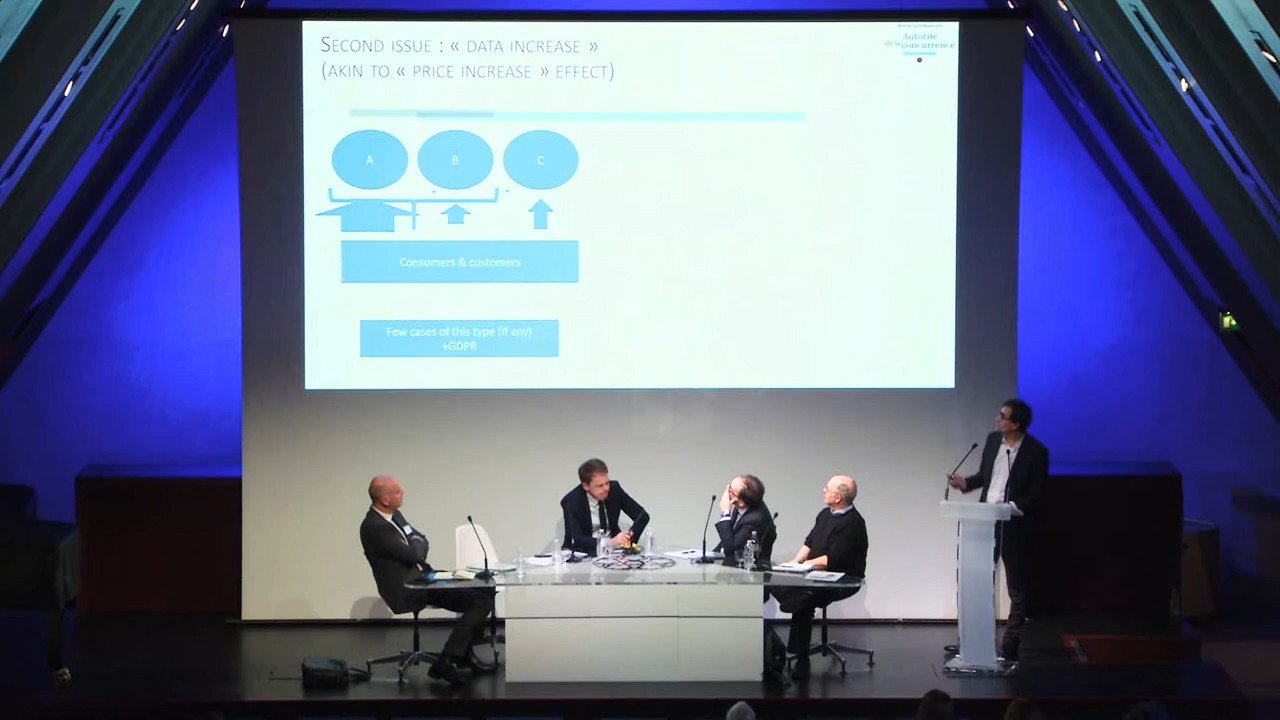 SECOND ISSUE : « DATA INCREASE »
(AKIN TO « PRICE INCREASE » EFFECT)
Autorité
de la concurrence
A
B
C
Consumers & customers
Few cases of this type (if any)
+GDPR